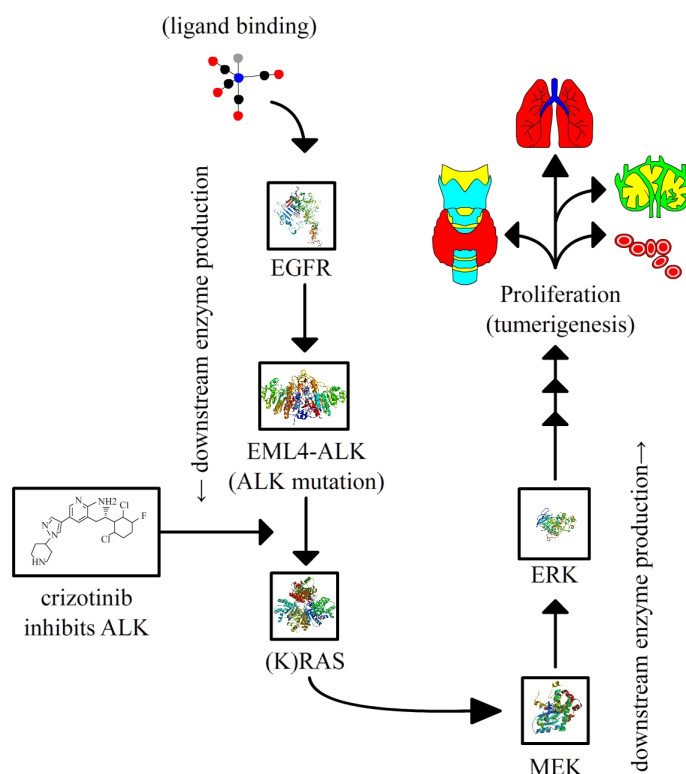 (ligand binding)
EGFR
← downstream enzyme production
EML4-ALK
(ALK mutation)
N
NH2
Cl
F
N
N
Cl
HN
crizotinib
inhibits ALK
(K)RAS
MEK
ERK
downstream enzyme production→
Proliferation
(tumerigenesis)